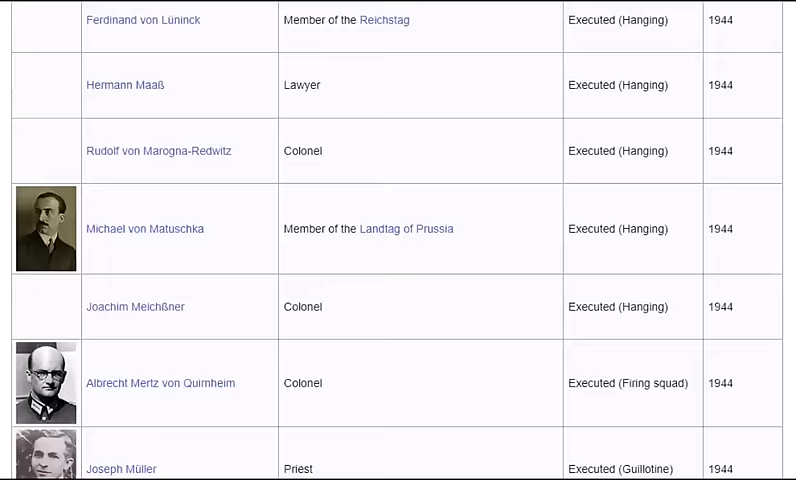 Ferdinand von Lüninck Member of the Reichstag Executed (Hanging) 1944
Hermann Maaß Lawyer Executed (Hanging) 1944
Rudolf von Marogna-Redwitz Colonel Executed (Hanging) 1944
Michael von Matuschka Member of the Landtag of Prussia Executed (Hanging) 1944
Joachim Meichßner Colonel Executed (Hanging) 1944
Albrecht Mertz von Quirnheim Colonel Executed (Firing squad) 1944
Joseph Müller Priest Executed (Guillotine) 1944